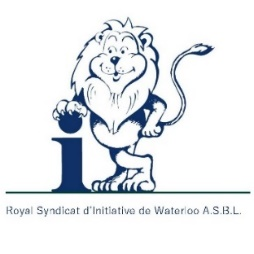 i
Royal Syndicat d'Initiative de Waterloo A.S.B.L.